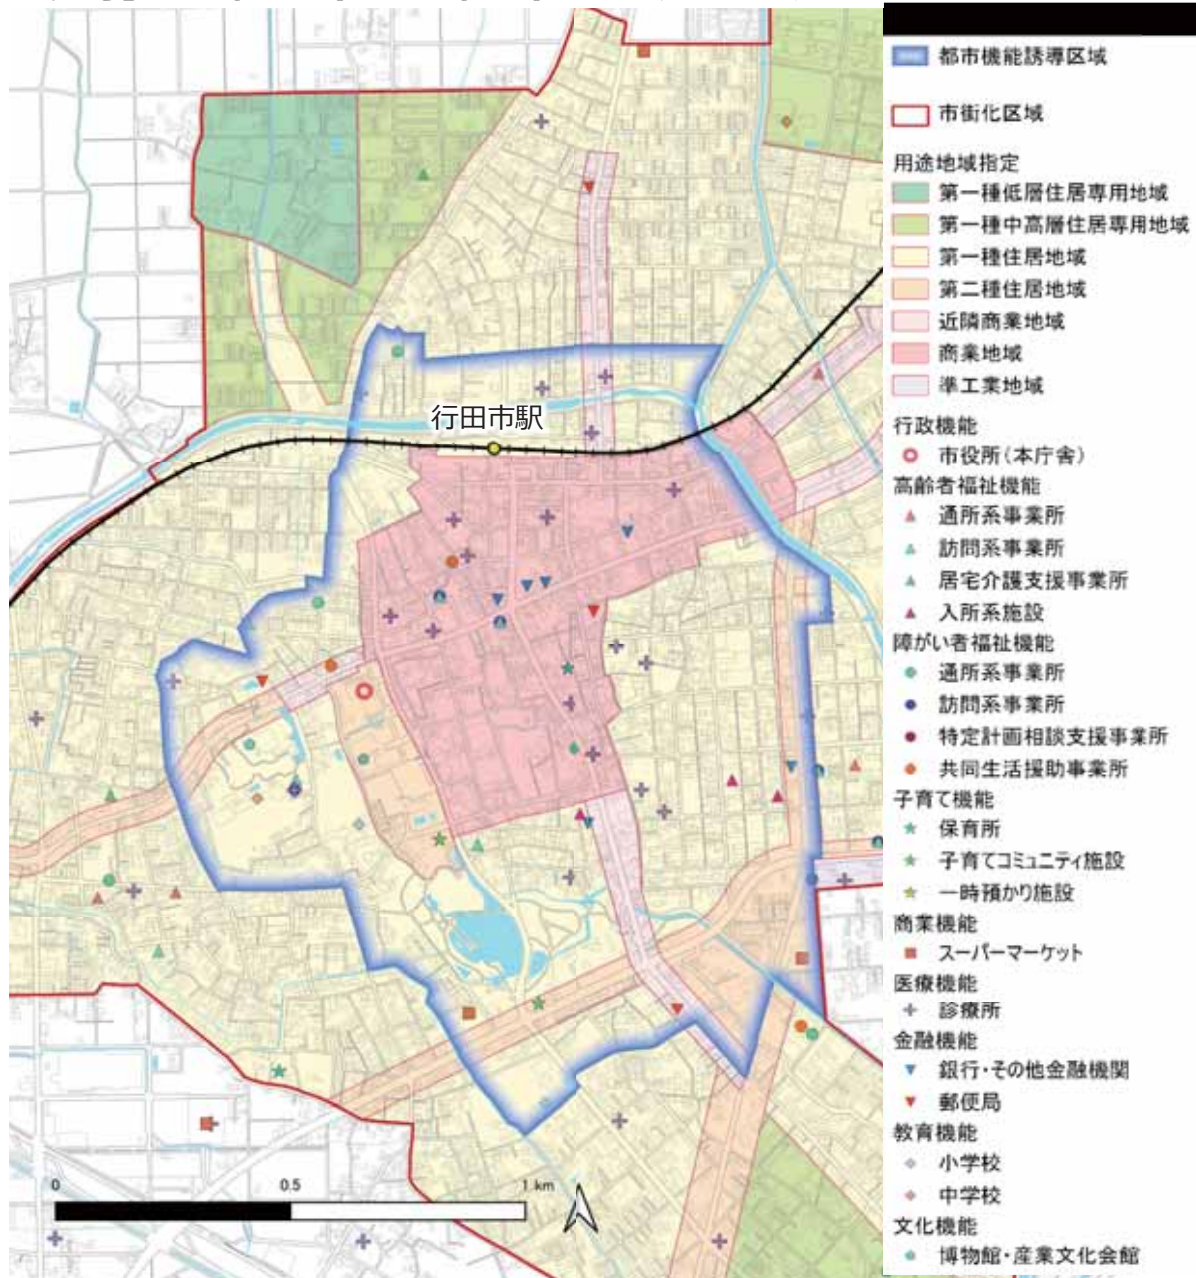 行田市駅
0 0.5 1 km
都市機能誘導区域
市街化区域
用途地域指定
第一種低層住居専用地域
第一種中高層住居専用地域
第一種住居地域
第二種住居地域
近隣商業地域
商業地域
準工業地域
行政機能
市役所(本庁舎)
高齢者福祉機能
通所系事業所
訪問系事業所
居宅介護支援事業所
入所系施設
障がい者福祉機能
通所系事業所
訪問系事業所
特定計画相談支援事業所
共同生活援助事業所
子育て機能
保育所
子育てコミュニティ施設
一時預かり施設
商業機能
スーパーマーケット
医療機能
診療所
金融機能
銀行・その他金融機関
郵便局
教育機能
小学校
中学校
文化機能
博物館・産業文化会館